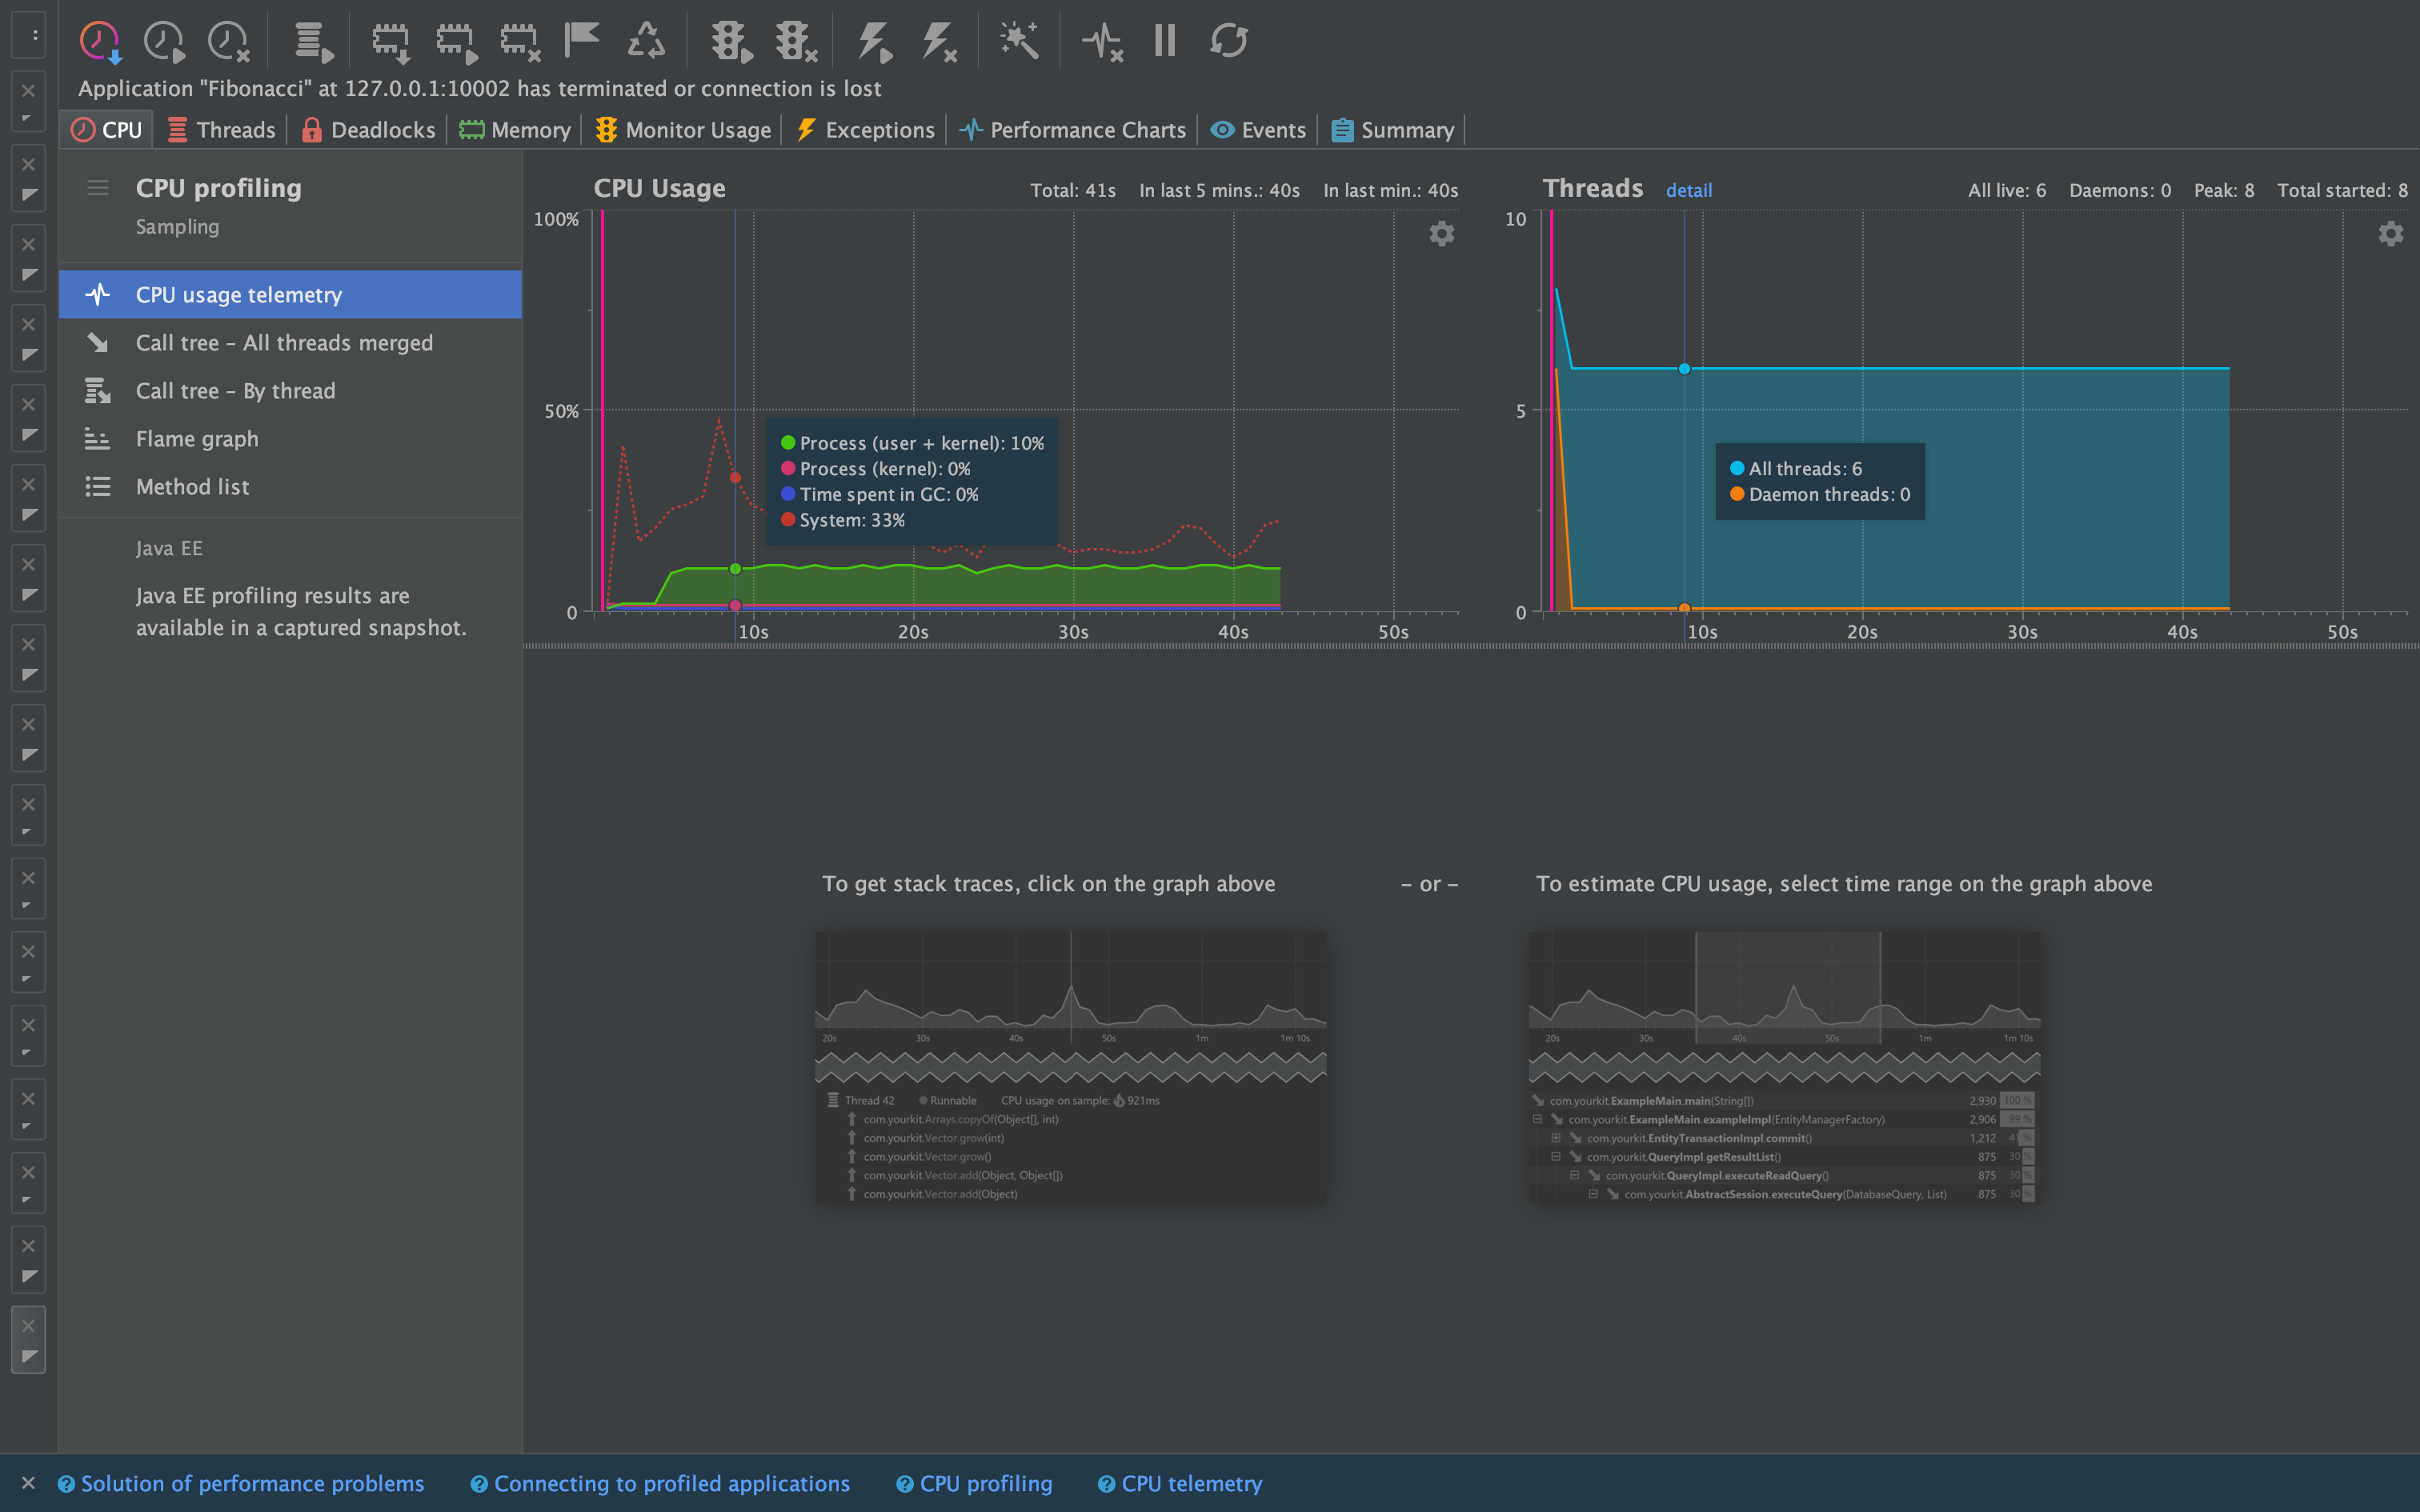 Application "Fibonacci" at 127.0.0.1:10002 has terminated or connection is lost
CPU Threads Deadlocks Memory Monitor Usage Exceptions Performance Charts Events Summary
CPU profiling
Sampling
CPU usage telemetry
Call tree – All threads merged
Call tree – By thread
Flame graph
Method list
Java EE
Java EE profiling results are
available in a captured snapshot.
CPU Usage Total: 41s In last 5 mins.: 40s In last min.: 40s
100%
50%
0
Process (user + kernel): 10%
Process (kernel): 0%
Time spent in GC: 0%
System: 33%
10s 20s 30s 40s 50s
Threads detail All live: 6 Daemons: 0 Peak: 8 Total started: 8
10
5
0
All threads: 6
Daemon threads: 0
10s 20s 30s 40s 50s
To get stack traces, click on the graph above
– or –
To estimate CPU usage, select time range on the graph above
20s 30s 40s 50s 1m 1m 10s
Thread 42 Runnable CPU usage on sample: 921ms
com.yourkit.Arrays.copyOf(Object[], int)
com.yourkit.Vector.grow(int)
com.yourkit.Vector.grow()
com.yourkit.Vector.add(Object, Object[])
com.yourkit.Vector.add(Object)
20s 30s 40s 50s 1m 1m 10s
com.yourkit.ExampleMain.main(String[]) 2,930 100 %
com.yourkit.ExampleMain.exampleImpl(EntityManagerFactory) 2,906 99 %
com.yourkit.EntityTransactionImpl.commit() 1,212 41 %
com.yourkit.QueryImpl.getResultList() 875 30 %
com.yourkit.QueryImpl.executeReadQuery() 875 30 %
com.yourkit.AbstractSession.executeQuery(DatabaseQuery, List) 875 30 %
Solution of performance problems Connecting to profiled applications CPU profiling CPU telemetry